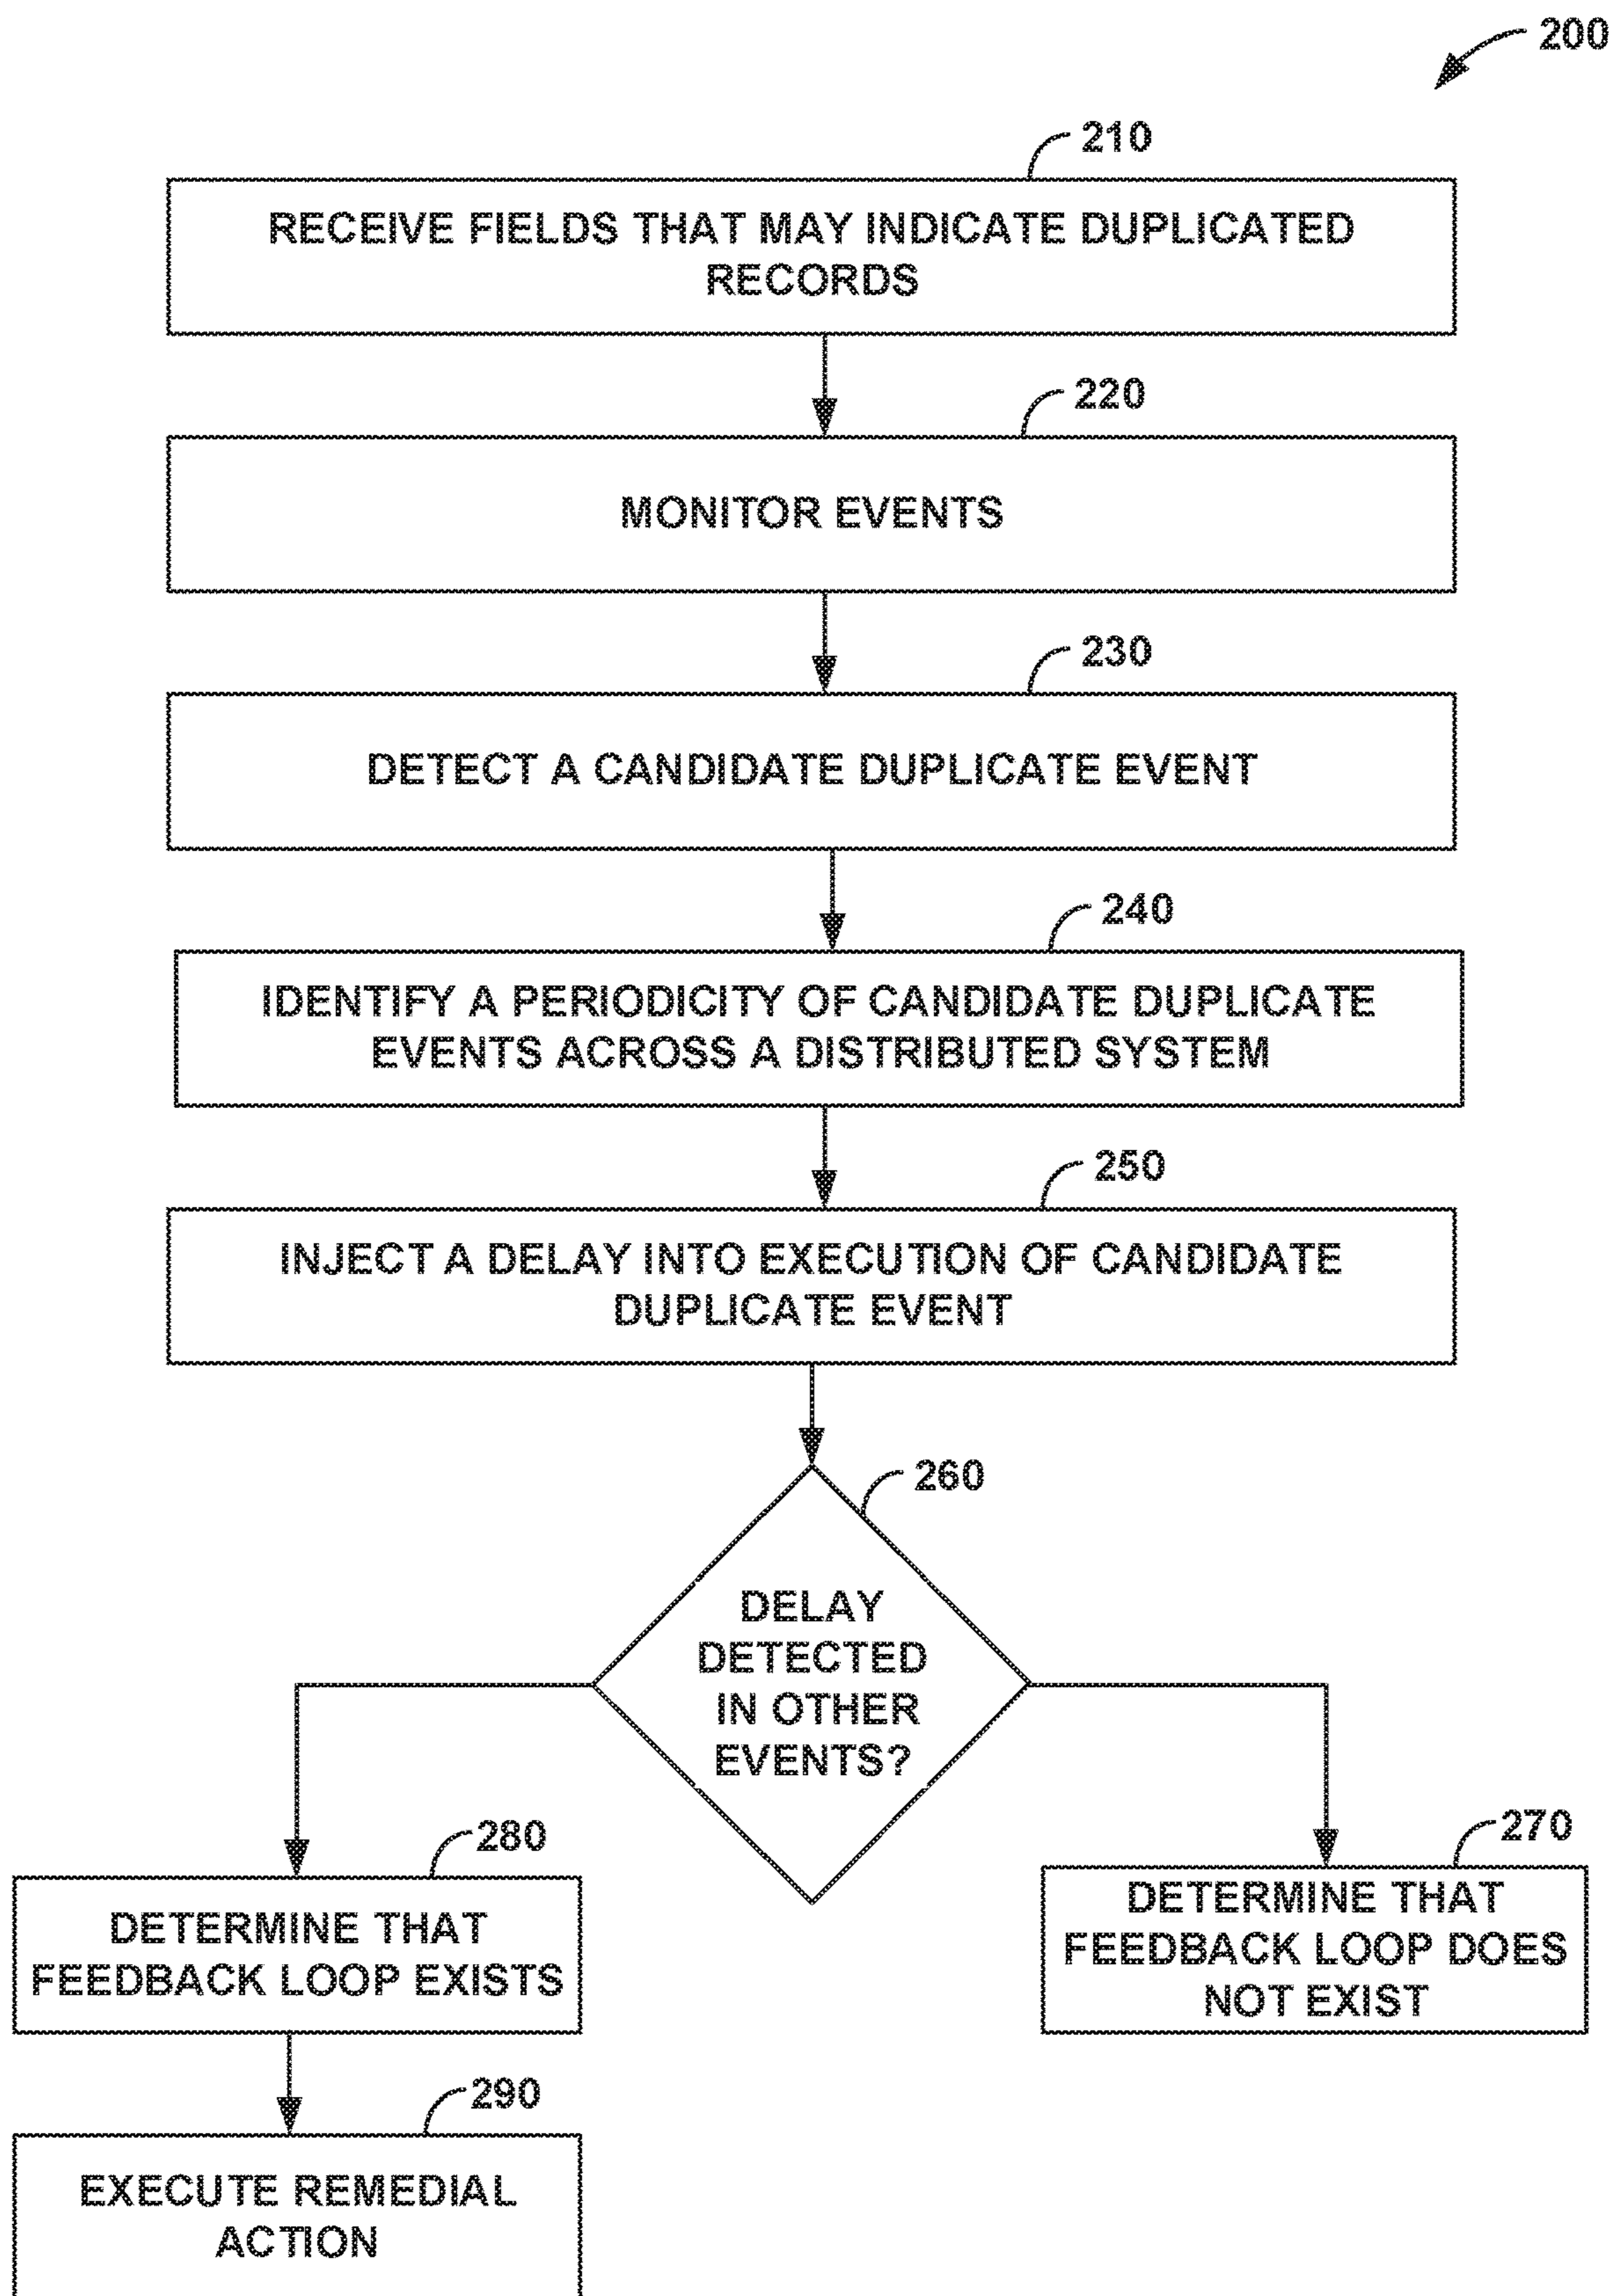 200
210
RECEIVE FIELDS THAT MAY INDICATE DUPLICATED
RECORDS
220
MONITOR EVENTS
230
DETECT A CANDIDATE DUPLICATE EVENT
240
IDENTIFY A PERIODICITY OF CANDIDATE DUPLICATE
EVENTS ACROSS A DISTRIBUTED SYSTEM
250
INJECT A DELAY INTO EXECUTION OF CANDIDATE
DUPLICATE EVENT
260
DELAY
DETECTED
IN OTHER
EVENTS?
280
DETERMINE THAT
FEEDBACK LOOP EXISTS
270
DETERMINE THAT
FEEDBACK LOOP DOES
NOT EXIST
290
EXECUTE REMEDIAL
ACTION